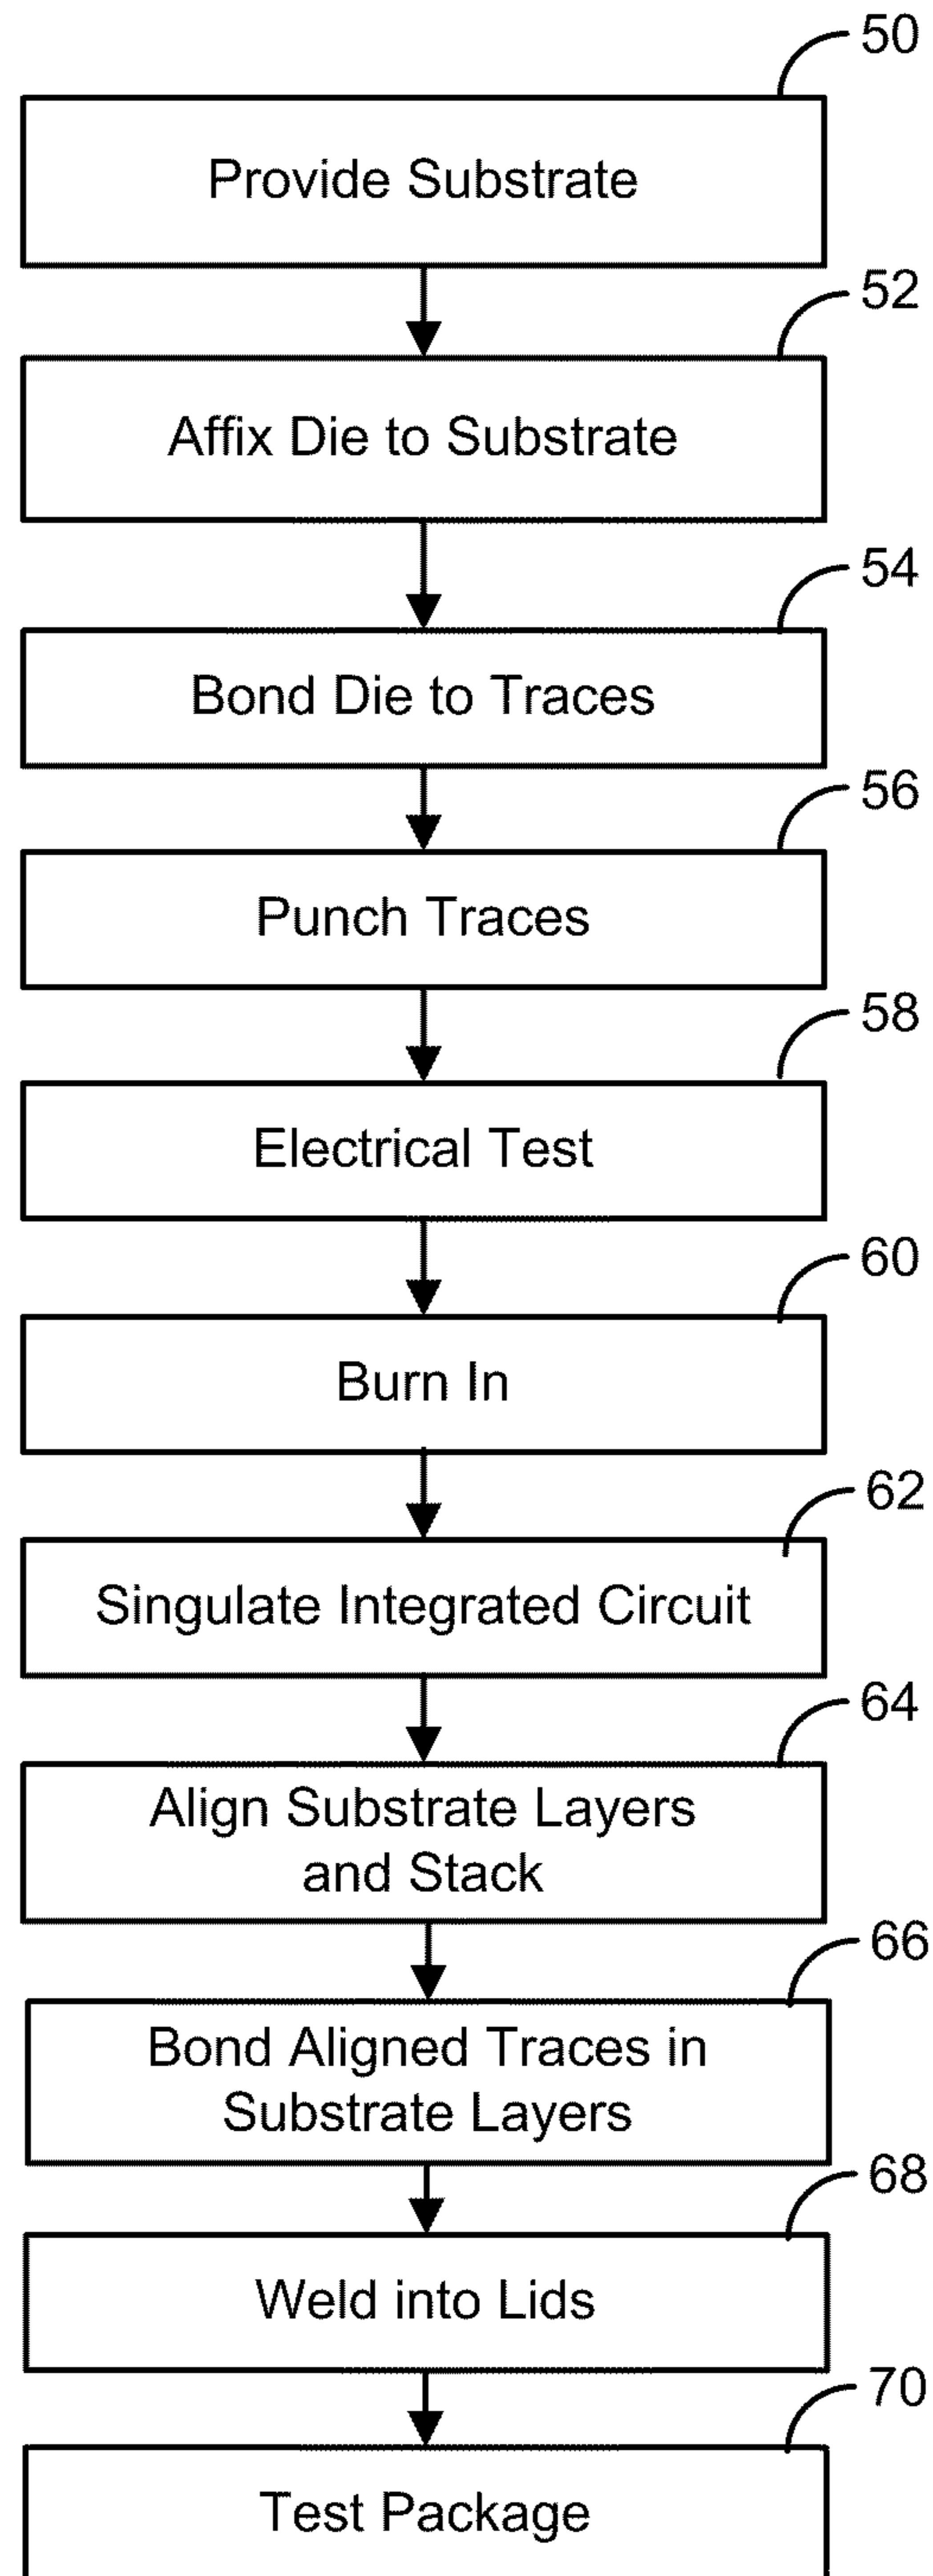 50
Provide Substrate
52
Affix Die to Substrate
54
Bond Die to Traces
56
Punch Traces
58
Electrical Test
60
Burn In
62
Singulate Integrated Circuit
64
Align Substrate Layers
and Stack
66
Bond Aligned Traces in
Substrate Layers
68
Weld into Lids
70
Test Package